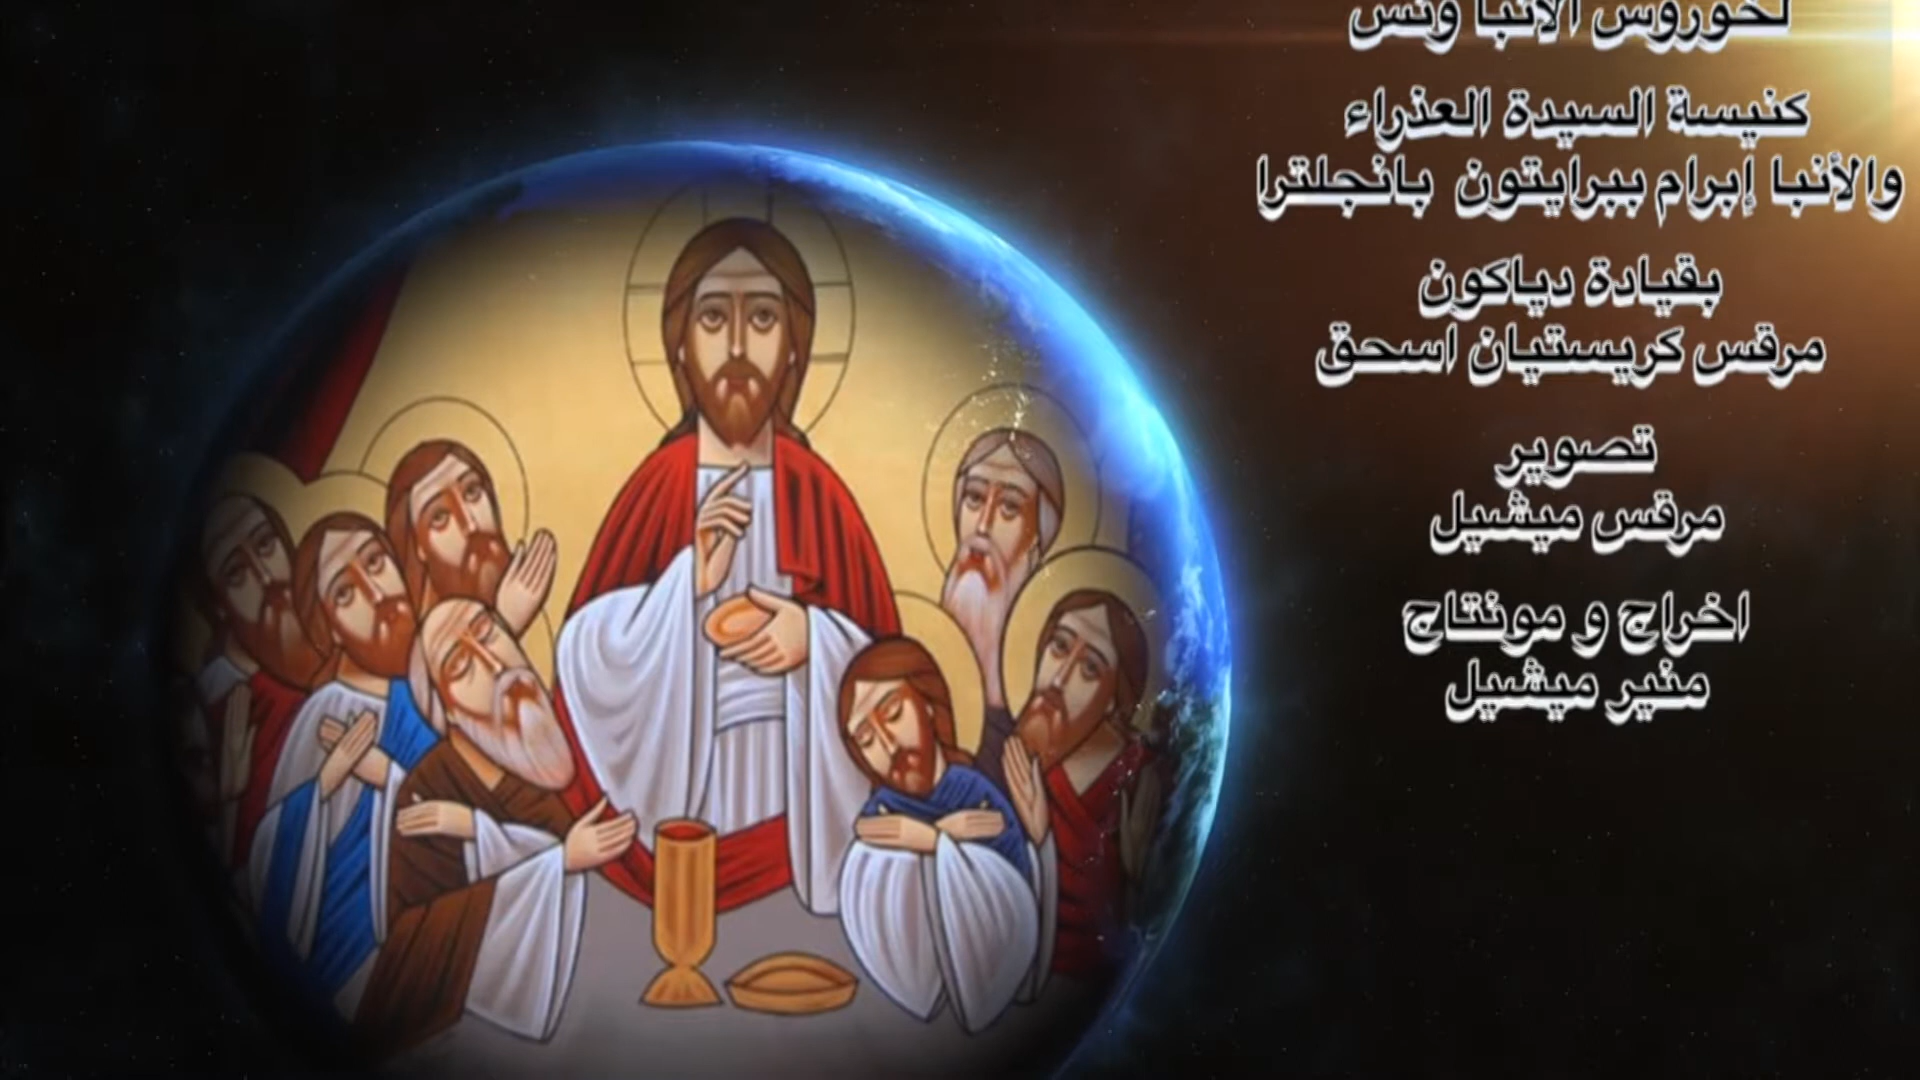 لخوروس الأنبا ونس
كنيسة السيدة العذراء
والأنبا إبرام ببرايتون بانجلترا
بقيادة دياكون
مرقس كريستيان اسحق
تصوير
مرقس ميشيل
اخراج و مونتاج
منير ميشيل